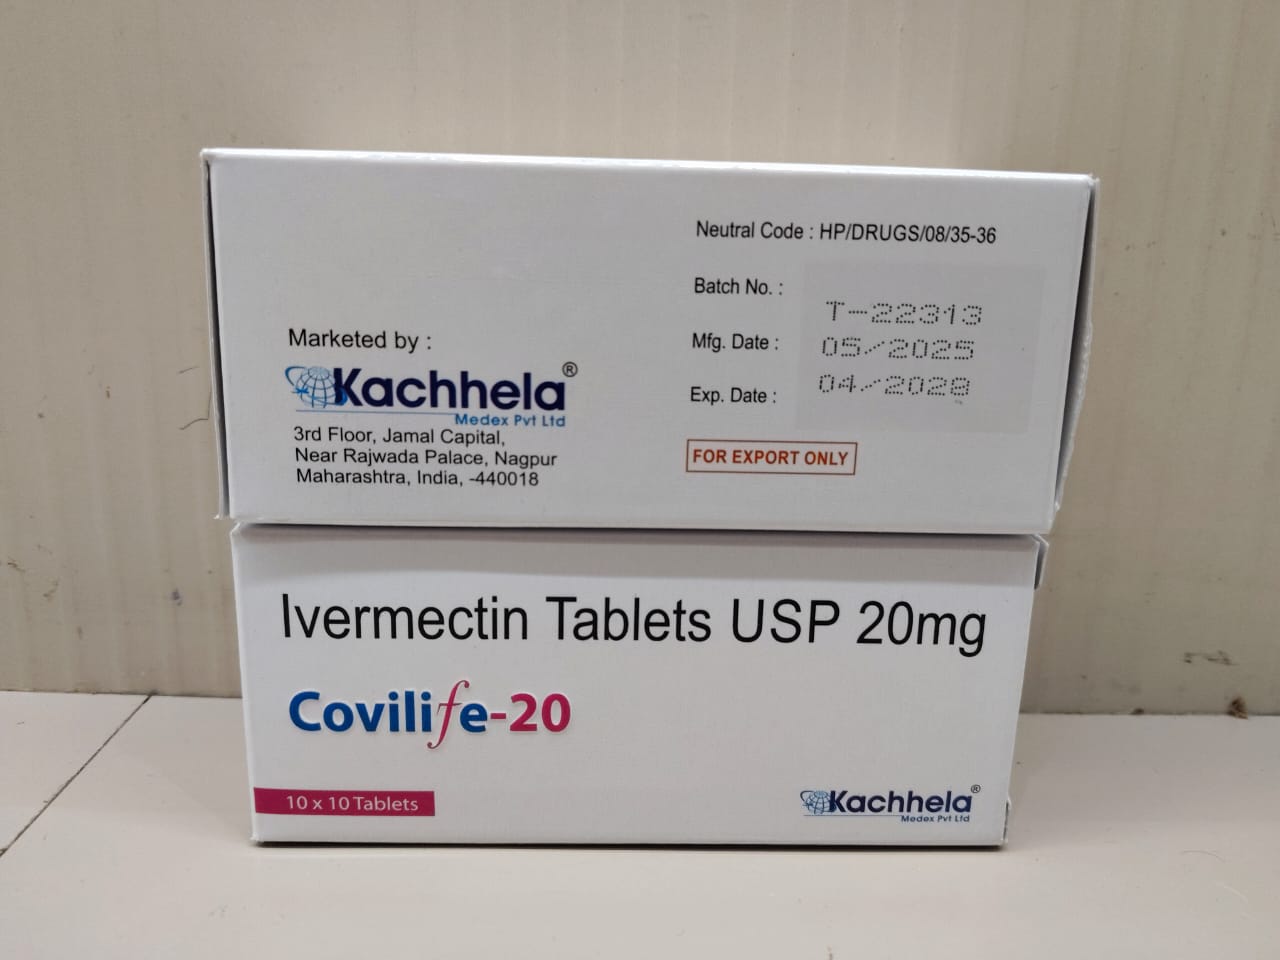 Neutral Code : HP/DRUGS/08/35-36
Batch No. : T-22313
Mfg. Date : 05/2025
Exp. Date : 04/2028
FOR EXPORT ONLY
Marketed by :
Kachhela®
Medex Pvt Ltd
3rd Floor, Jamal Capital,
Near Rajwada Palace, Nagpur
Maharashtra, India, -440018
Ivermectin Tablets USP 20mg
Covilife-20
10 x 10 Tablets
Kachhela®
Medex Pvt Ltd